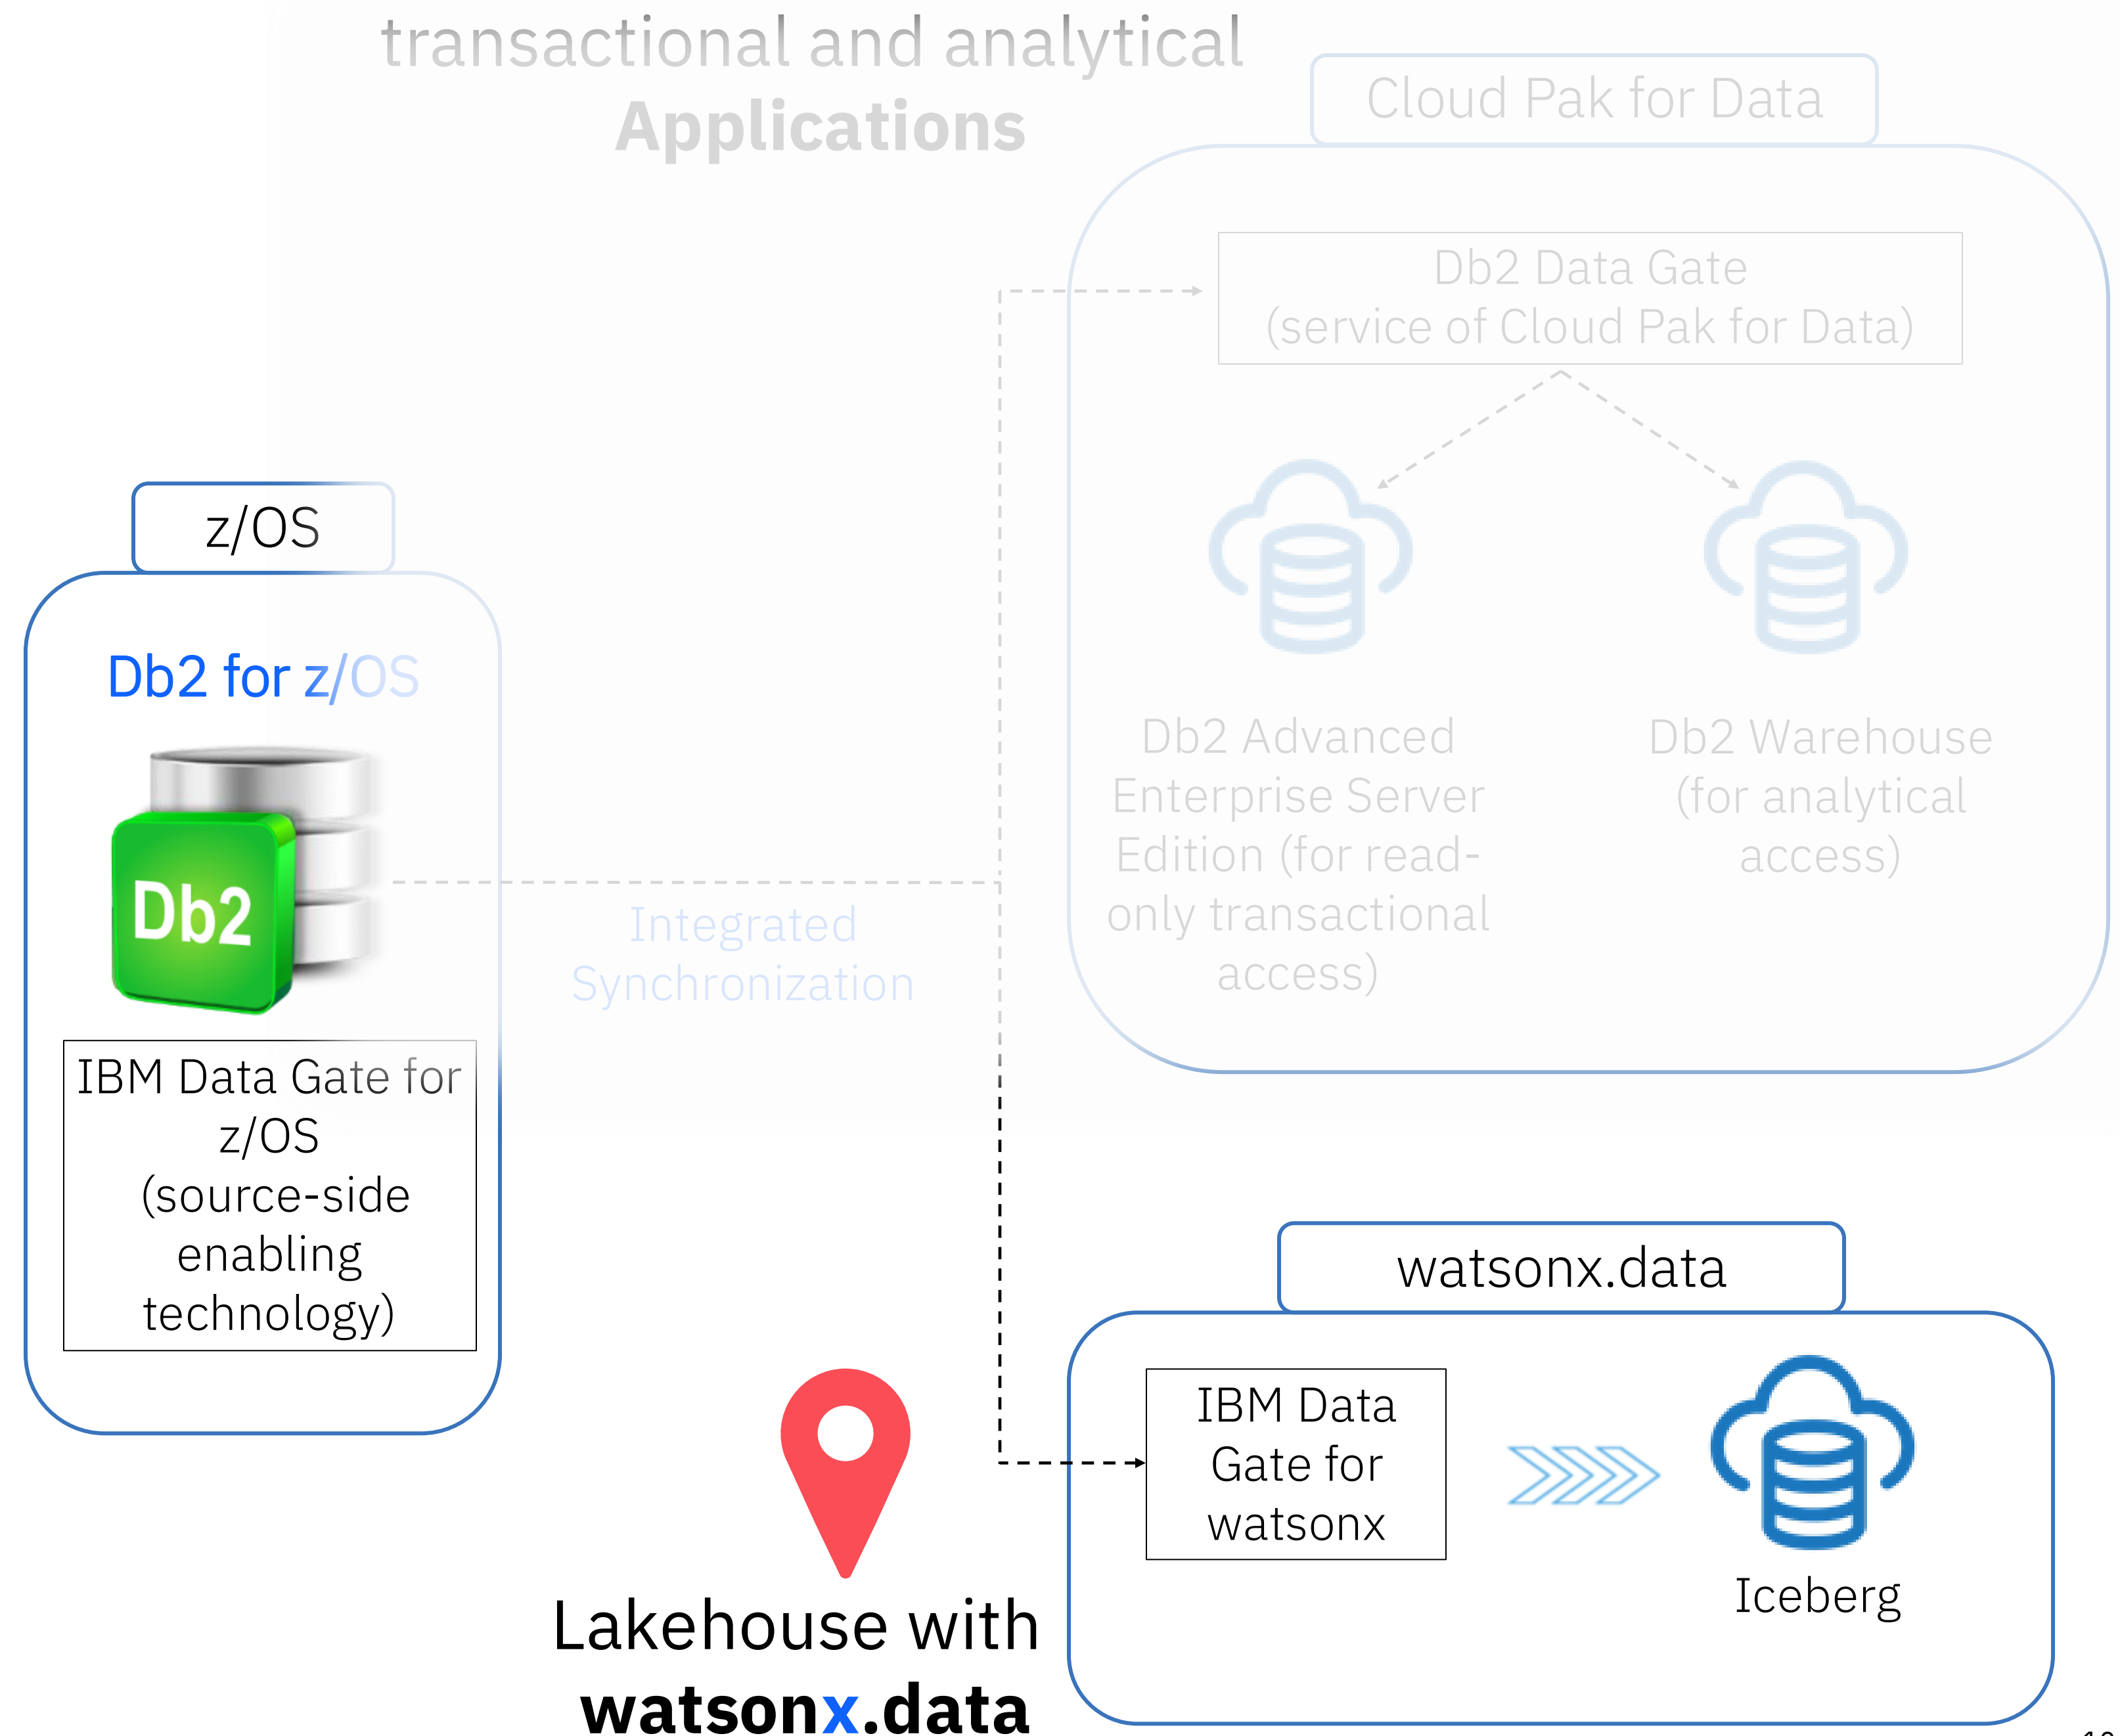 transactional and analytical
Applications
Cloud Pak for Data
Db2 Data Gate
(service of Cloud Pak for Data)
Db2 Advanced
Enterprise Server
Edition (for read-
only transactional
access)
Db2 Warehouse
(for analytical
access)
z/OS
Db2 for z/OS
Db2
IBM Data Gate for
z/OS
(source-side
enabling
technology)
Integrated
Synchronization
watsonx.data
IBM Data
Gate for
watsonx
Iceberg
Lakehouse with
watsonx.data